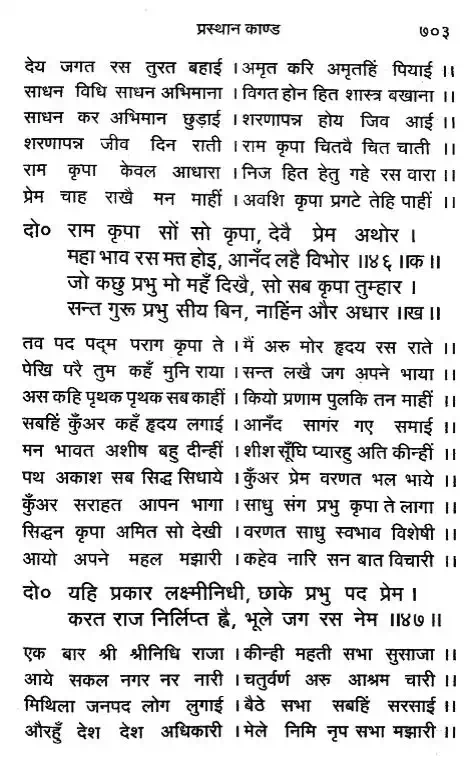 प्रस्थान काण्ड ७०३
देय जगत रस तुरत बहाई । अमृत करि अमृतहिं पियाई ।।
साधन विधि साधन अभिमाना । विगत होन हित शास्त्र बखाना ।।
साधन कर अभिमान छुड़ाई । शरणापन्न होय जिव आई ।।
शरणापन्न जीव दिन राती । राम कृपा चितवै चित चाती ।।
राम कृपा केवल आधारा । निज हित हेतु गहे रस वारा ।।
प्रेम चाह राखै मन माहीं । अवशि कृपा प्रगटे तेहि पाहीं ।।
दो० राम कृपा सों सो कृपा, देवै प्रेम अथोर ।
महा भाव रस मत्त होइ, आनँद लहै विभोर ।।४६ ।।क ।।
जो कछु प्रभु मो महँ दिखै, सो सब कृपा तुम्हार ।
सन्त गुरू प्रभु सीय बिन, नाहिंन और अधार ।।ख ।।
तव पद पद्म पराग कृपा ते । मैं अरु मोर हृदय रस राते ।।
पेखि परै तुम कहँ मुनि राया । सन्त लखै जग अपने भाया ।।
अस कहि पृथक पृथक सब काहीं । कियो प्रणाम पुलकि तन माहीं ।।
सबहिं कुँअर कहँ हृदय लगाई । आनँद सागंर गए समाई ।।
मन भावत अशीष बहु दीन्हीं । शीश सूँघि प्यारहु अति कीन्हीं ।।
पथ अकाश सब सिद्ध सिधाये । कुँअर प्रेम वरणत भल भाये ।।
कुँअर सराहत आपन भागा । साधु संग प्रभु कृपा ते लागा ।।
सिद्धन कृपा अमित सो देखी । वरणत साधु स्वभाव विशेषी ।।
आयो अपने महल मझारी । कहेव नारि सन बात विचारी ।।
दो० यहि प्रकार लक्ष्मीनिधी, छाके प्रभु पद प्रेम ।
करत राज निर्लिप्त ह्वै, भूले जग रस नेम ।।४७ ।।
एक बार श्री श्रीनिधि राजा । कीन्ही महती सभा सुसाजा ।।
आये सकल नगर नर नारी । चतुर्वर्ण अरु आश्रम चारी ।।
मिथिला जनपद लोग लुगाई । बैठे सभा सबहिं सरसाई ।।
औरहुँ देश देश अधिकारी । मेले निमि नृप सभा मझारी ।।